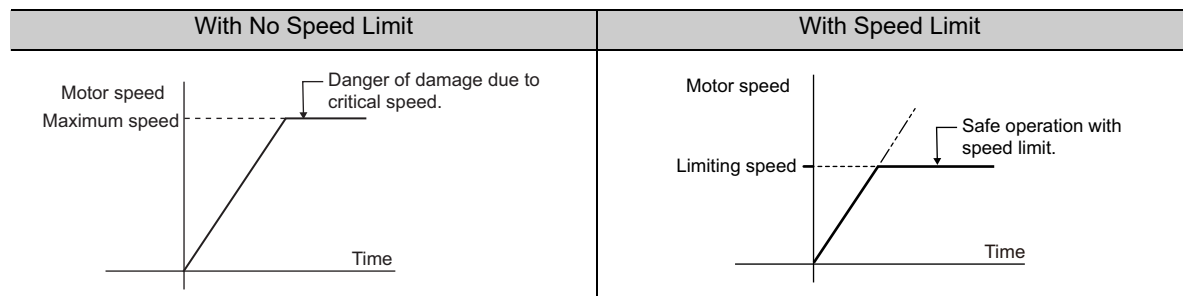 With No Speed Limit
With Speed Limit
Motor speed
Maximum speed
Danger of damage due to
critical speed.
Time
Motor speed
Limiting speed
Safe operation with
speed limit.
Time